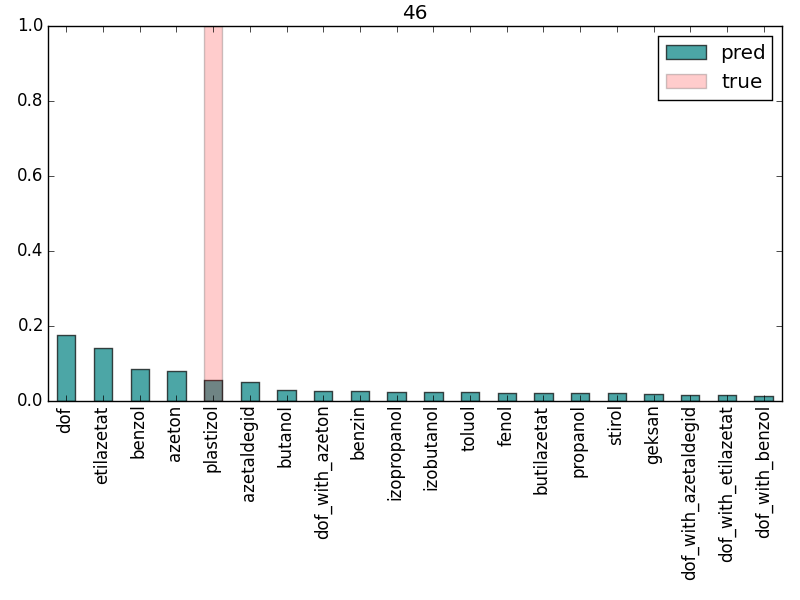 46
1.0
0.8
0.6
0.4
0.2
0.0
pred
true
dof
etilazetat
benzol
azeton
plastizol
azetaldegid
butanol
dof_with_azeton
benzin
izopropanol
izobutanol
toluol
fenol
butilazetat
propanol
stirol
geksan
dof_with_azetaldegid
dof_with_etilazetat
dof_with_benzol